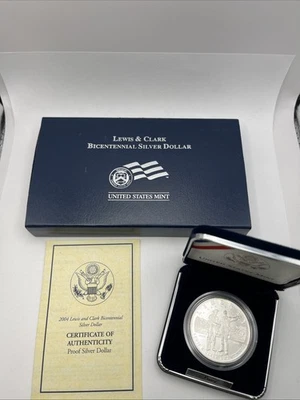 LEWIS & CLARK
BICENTENNIAL SILVER DOLLAR
UNITED STATES MINT
2004 Lewis and Clark Bicentennial
Silver Dollar
CERTIFICATE OF
AUTHENTICITY
Proof Silver Dollar